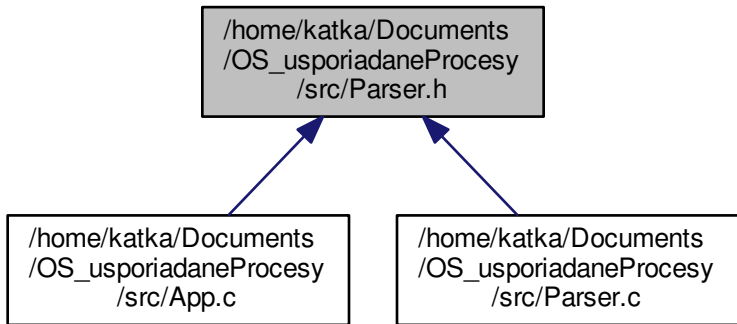 /home/katka/Documents
/OS_usporiadaneProcesy
/src/Parser.h
/home/katka/Documents
/OS_usporiadaneProcesy
/src/App.c
/home/katka/Documents
/OS_usporiadaneProcesy
/src/Parser.c